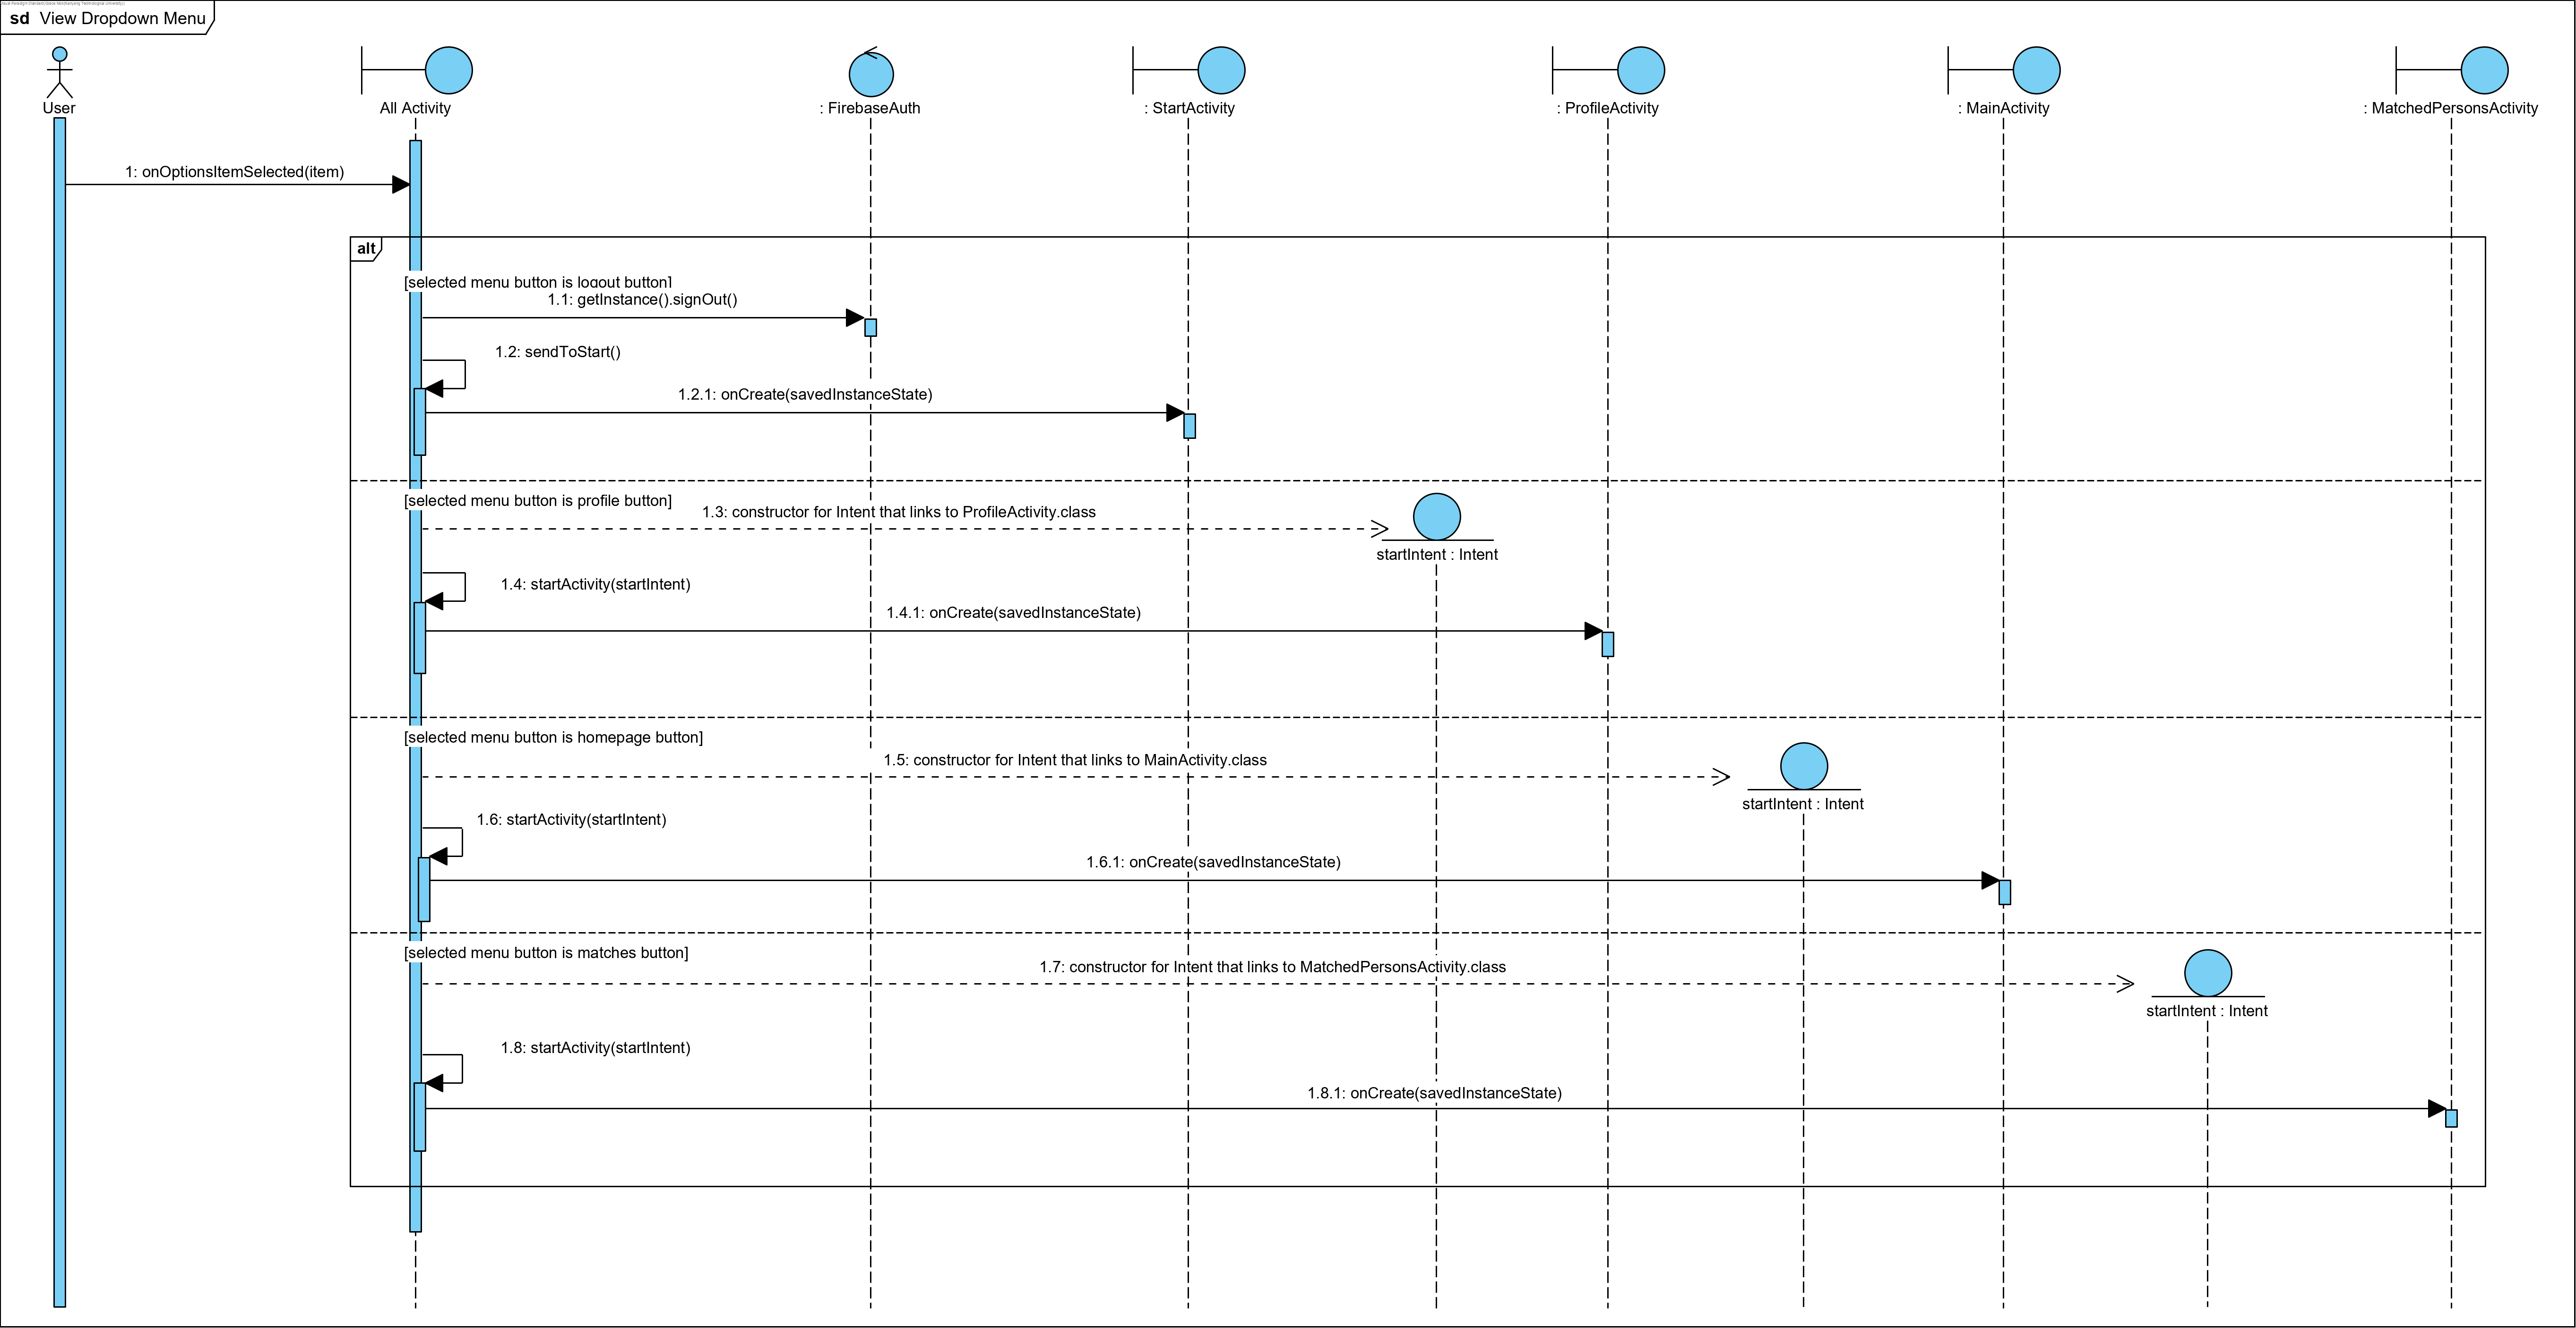 sd View Dropdown Menu
User
All Activity
: FirebaseAuth
: StartActivity
: ProfileActivity
: MainActivity
: MatchedPersonsActivity
1: onOptionsItemSelected(item)
alt
[selected menu button is logout button]
1.1: getInstance().signOut()
1.2: sendToStart()
1.2.1: onCreate(savedInstanceState)
[selected menu button is profile button]
1.3: constructor for Intent that links to ProfileActivity.class
startIntent : Intent
1.4: startActivity(startIntent)
1.4.1: onCreate(savedInstanceState)
[selected menu button is homepage button]
1.5: constructor for Intent that links to MainActivity.class
startIntent : Intent
1.6: startActivity(startIntent)
1.6.1: onCreate(savedInstanceState)
[selected menu button is matches button]
1.7: constructor for Intent that links to MatchedPersonsActivity.class
startIntent : Intent
1.8: startActivity(startIntent)
1.8.1: onCreate(savedInstanceState)